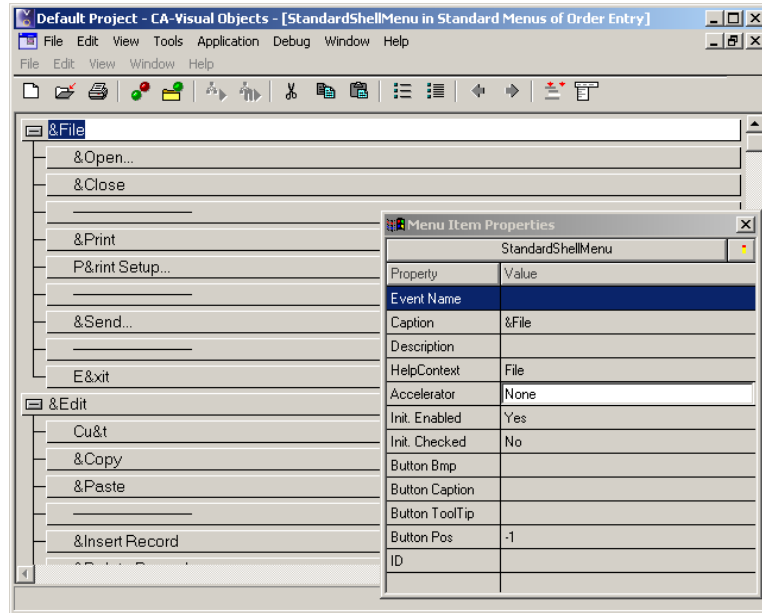 Default Project - CA-Visual Objects - [StandardShellMenu in Standard Menus of Order Entry]
File Edit View Tools Application Debug Window Help
File Edit View Window Help
&File
&Open...
&Close
&Print
P&rint Setup...
&Send...
E&xit
&Edit
Cu&t
&Copy
&Paste
&Insert Record
Menu Item Properties
StandardShellMenu
Property Value
Event Name
Caption &File
Description
HelpContext File
Accelerator None
Init. Enabled Yes
Init. Checked No
Button Bmp
Button Caption
Button ToolTip
Button Pos -1
ID